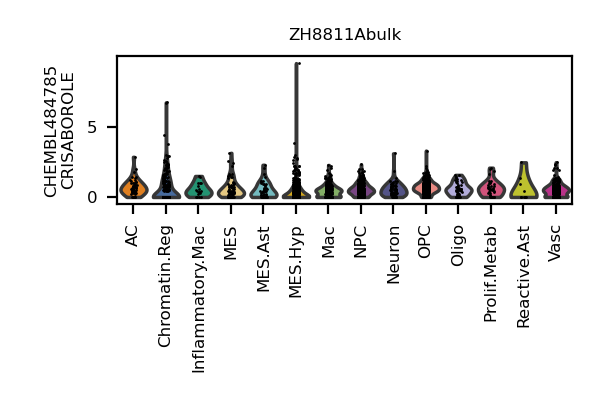 ZH8811Abulk
CHEMBL484785
CRISABOROLE
5
0
AC
Chromatin.Reg
Inflammatory.Mac
MES
MES.Ast
MES.Hyp
Mac
NPC
Neuron
OPC
Oligo
Prolif.Metab
Reactive.Ast
Vasc